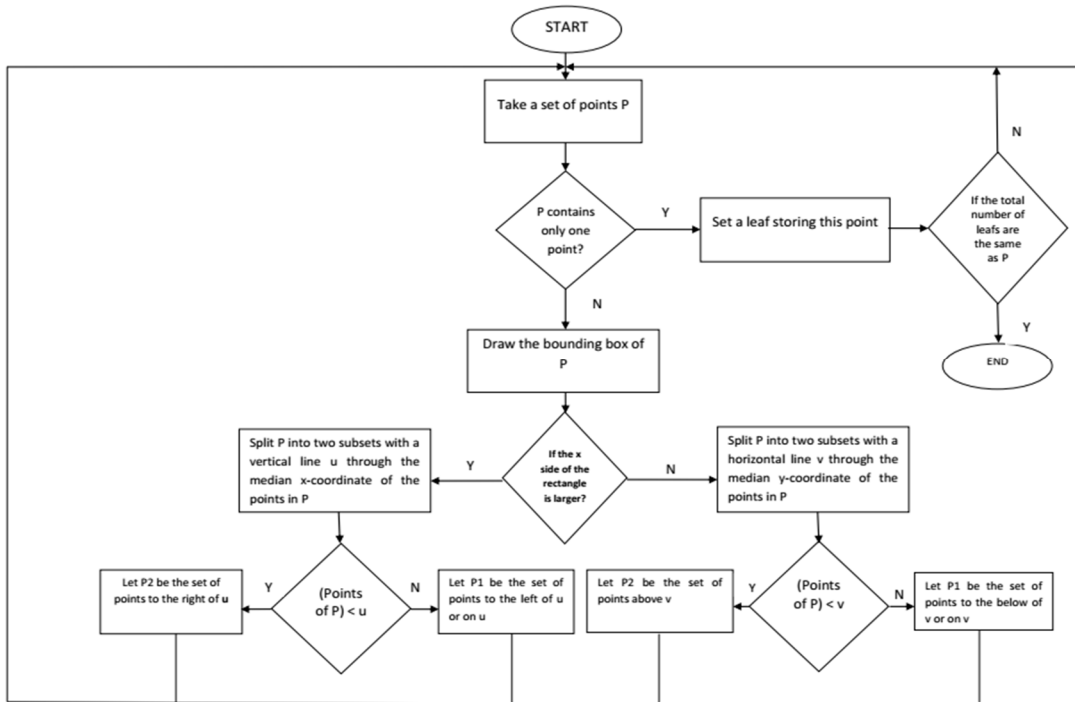 START
Take a set of points P
P contains
only one
point?
Y
Set a leaf storing this point
If the total
number of
leafs are
the same
as P
N
Y
END
N
Draw the bounding box of
P
If the x
side of the
rectangle
is larger?
Y
N
Split P into two subsets with a
vertical line u through the
median x-coordinate of the
points in P
Split P into two subsets with a
horizontal line v through the
median y-coordinate of the
points in P
(Points
of P) < u
Y
N
Let P2 be the set of
points to the right of u
Let P1 be the set of
points to the left of u
or on u
(Points
of P) < v
Y
N
Let P2 be the set of
points above v
Let P1 be the set of
points to the below of
v or on v